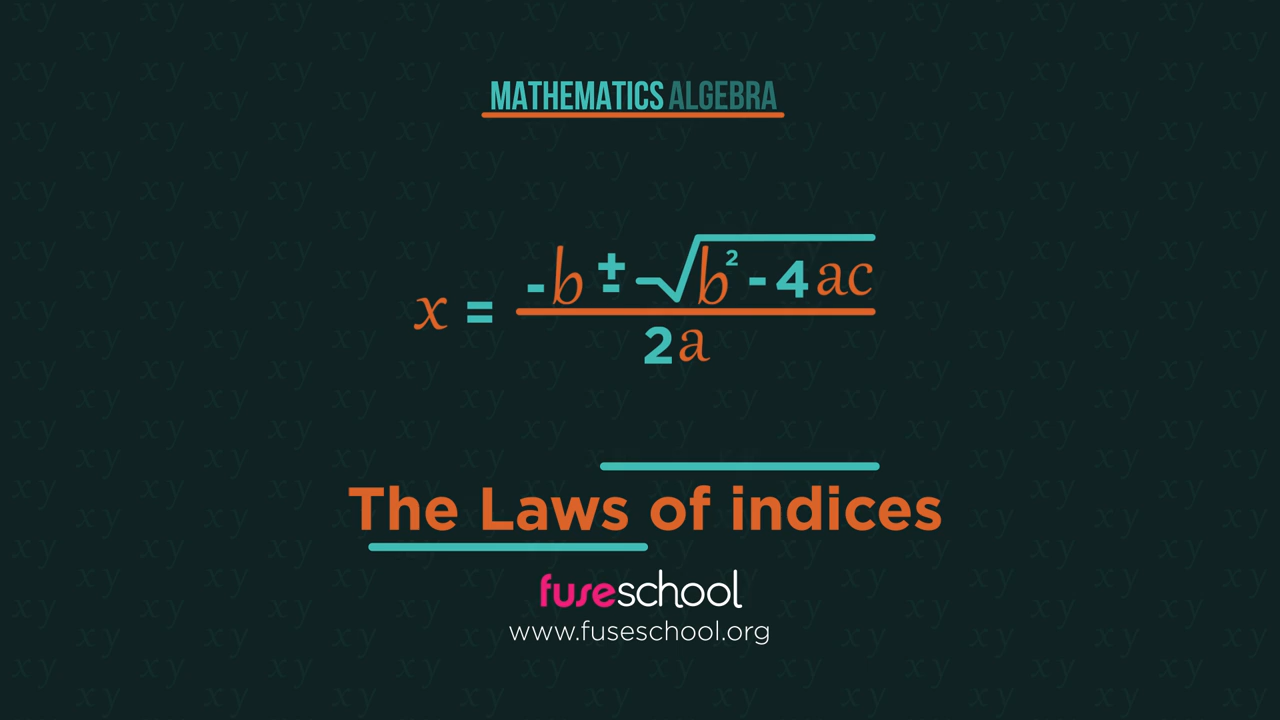 MATHEMATICS ALGEBRA
x = -b ± √b² - 4ac
2a
The Laws of indices
fuseschool
www.fuseschool.org